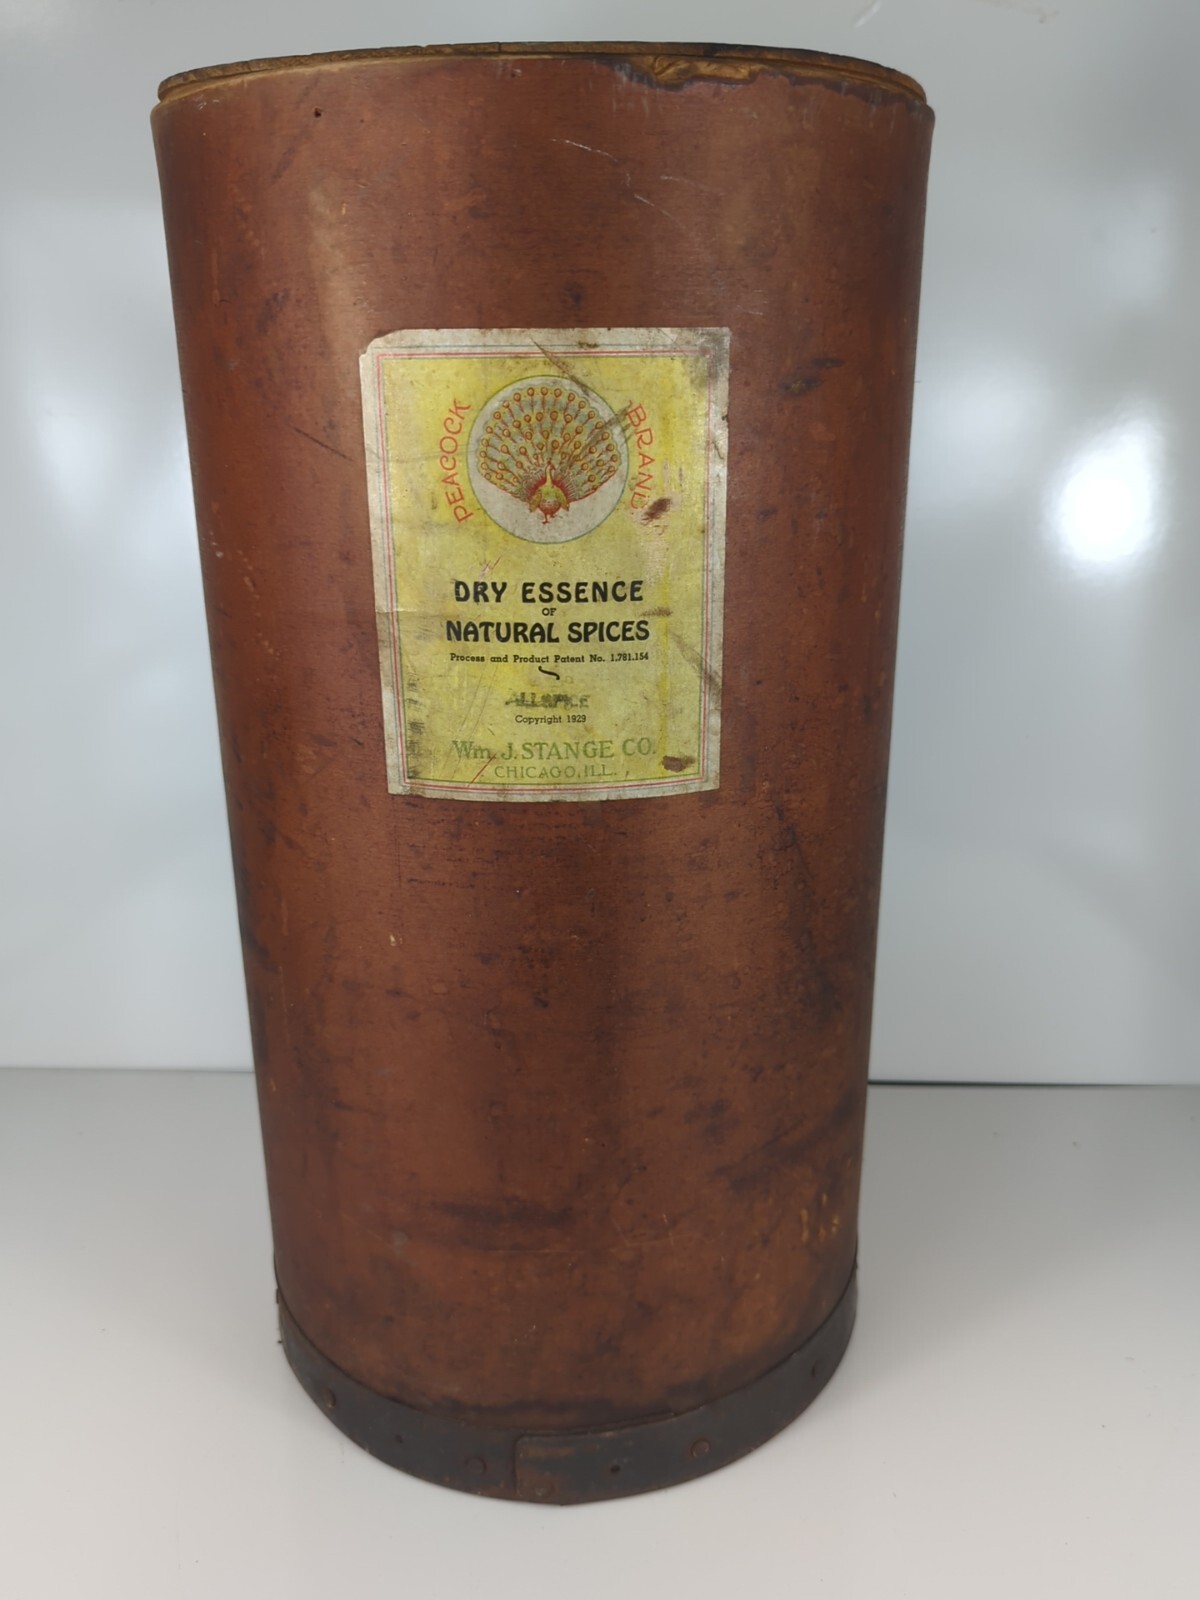 PEACOCK BRAND
DRY ESSENCE
OF
NATURAL SPICES
Process and Product Patent No. 1,781,154
ALLSPICE
Copyright 1929
Wm. J. STANGE CO.
CHICAGO, ILL.